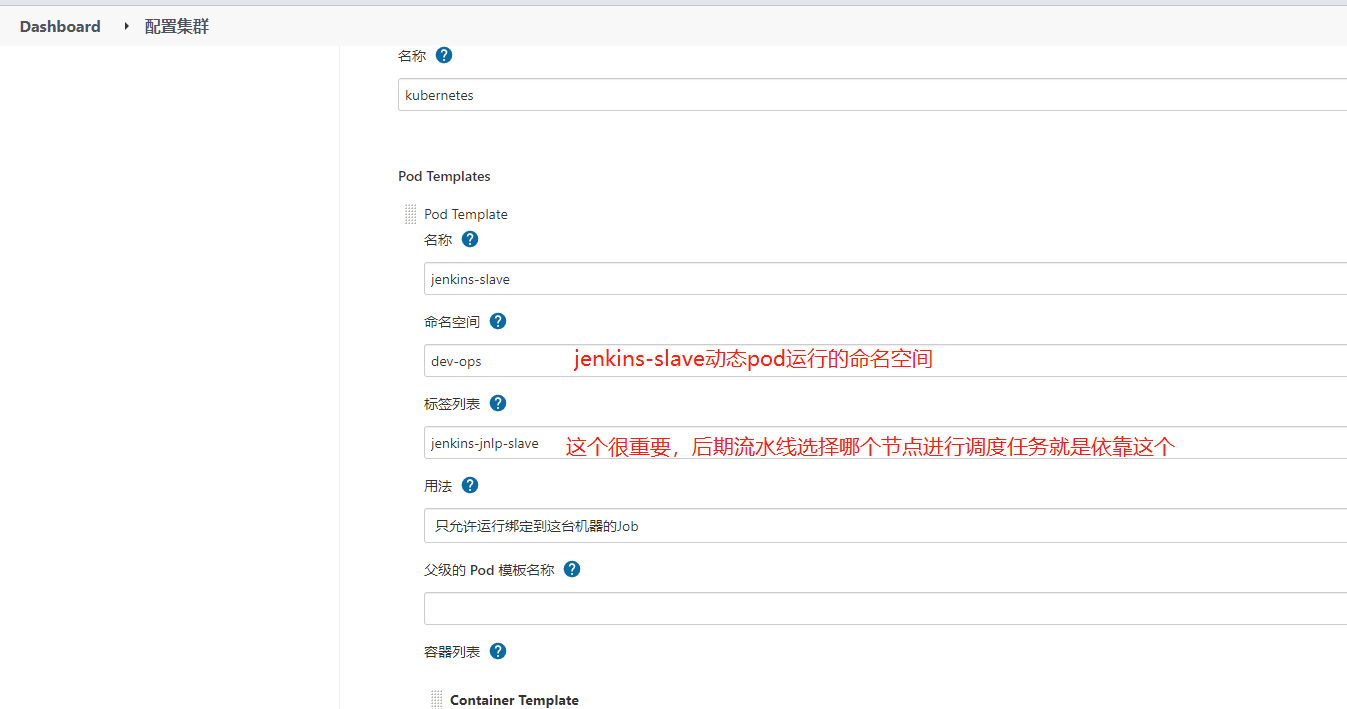 Dashboard 配置集群
名称
kubernetes
Pod Templates
Pod Template
名称
jenkins-slave
命名空间
dev-ops jenkins-slave动态pod运行的命名空间
标签列表
jenkins-jnlp-slave 这个很重要，后期流水线选择哪个节点进行调度任务就是依靠这个
用法
只允许运行绑定到这台机器的Job
父级的 Pod 模板名称
容器列表
Container Template